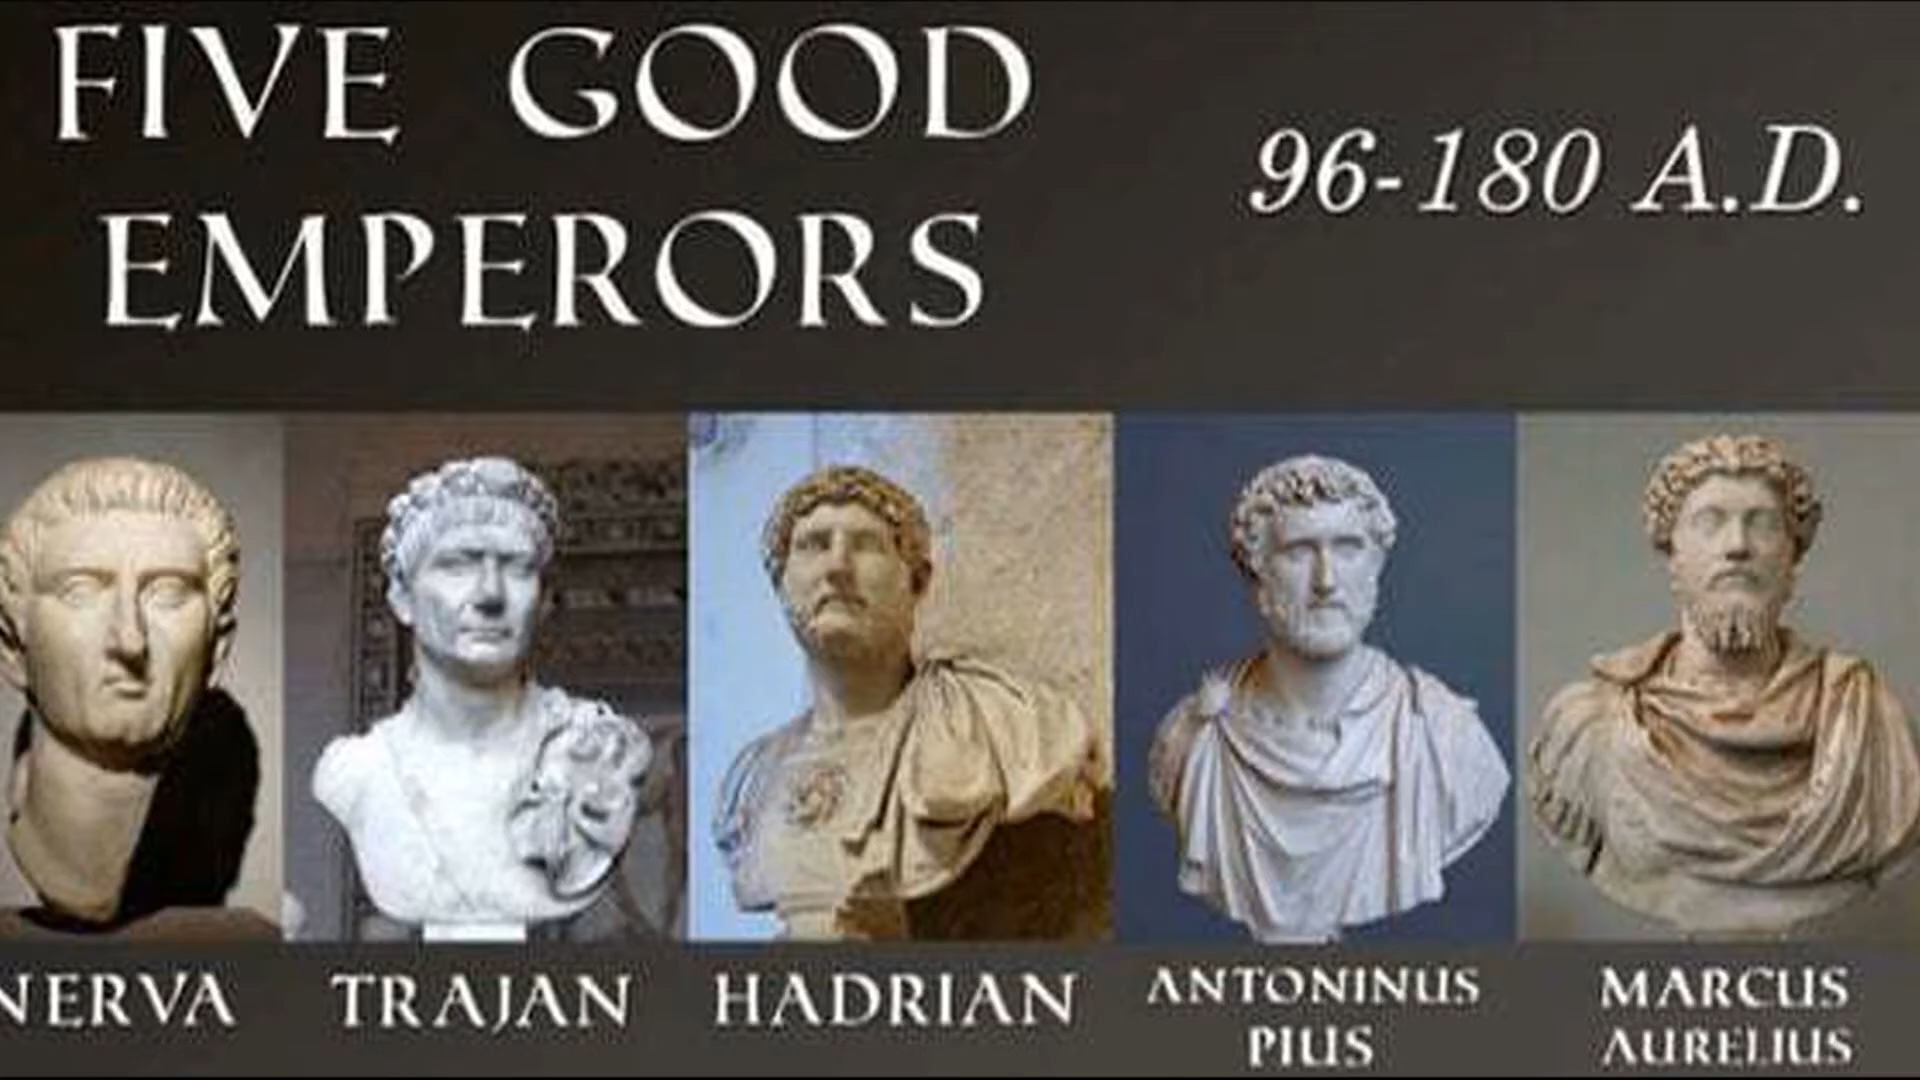 FIVE GOOD
EMPERORS
96-180 A.D.
NERVA
TRAJAN
HADRIAN
ANTONINUS
PIUS
MARCUS
AURELIUS